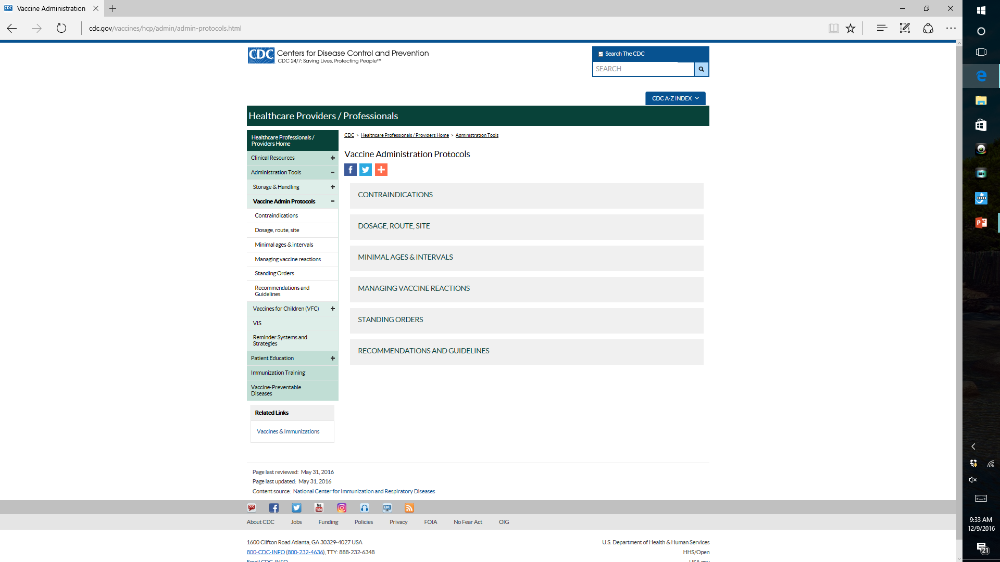 Vaccine Administration
cdc.gov/vaccines/hcp/admin/admin-protocols.html
CDC Centers for Disease Control and Prevention
CDC 24/7: Saving Lives, Protecting People™
Search The CDC
SEARCH
CDC A-Z INDEX
Healthcare Providers / Professionals
Healthcare Professionals /
Providers Home
Clinical Resources +
Administration Tools -
Storage & Handling +
Vaccine Admin Protocols -
Contraindications
Dosage, route, site
Minimal ages & intervals
Managing vaccine reactions
Standing Orders
Recommendations and
Guidelines
Vaccines for Children (VFC) +
VIS
Reminder Systems and
Strategies
Patient Education +
Immunization Training
Vaccine-Preventable
Diseases
Related Links
Vaccines & Immunizations
CDC > Healthcare Professionals / Providers Home > Administration Tools
Vaccine Administration Protocols
CONTRAINDICATIONS
DOSAGE, ROUTE, SITE
MINIMAL AGES & INTERVALS
MANAGING VACCINE REACTIONS
STANDING ORDERS
RECOMMENDATIONS AND GUIDELINES
Page last reviewed: May 31, 2016
Page last updated: May 31, 2016
Content source: National Center for Immunization and Respiratory Diseases
About CDC Jobs Funding Policies Privacy FOIA No Fear Act OIG
1600 Clifton Road Atlanta, GA 30329-4027 USA
800-CDC-INFO (800-232-4636), TTY: 888-232-6348
Email CDC-INFO
U.S. Department of Health & Human Services
HHS/Open
USA.gov
9:33 AM
12/9/2016
21